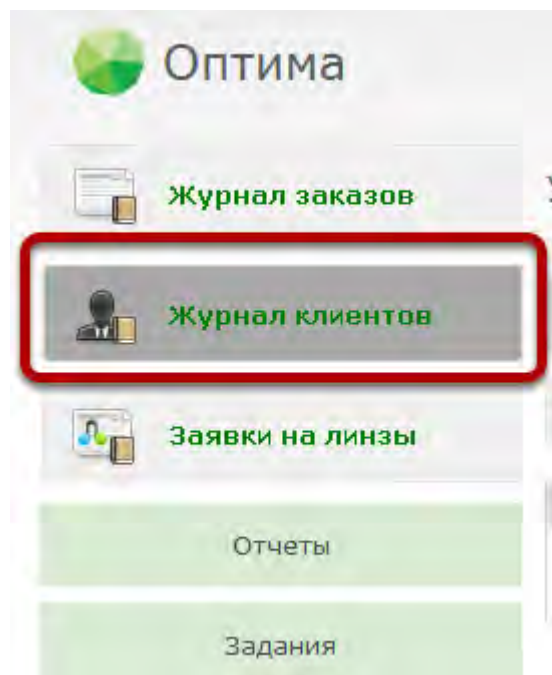 Оптима
Журнал заказов
Журнал клиентов
Заявки на линзы
Отчеты
Задания